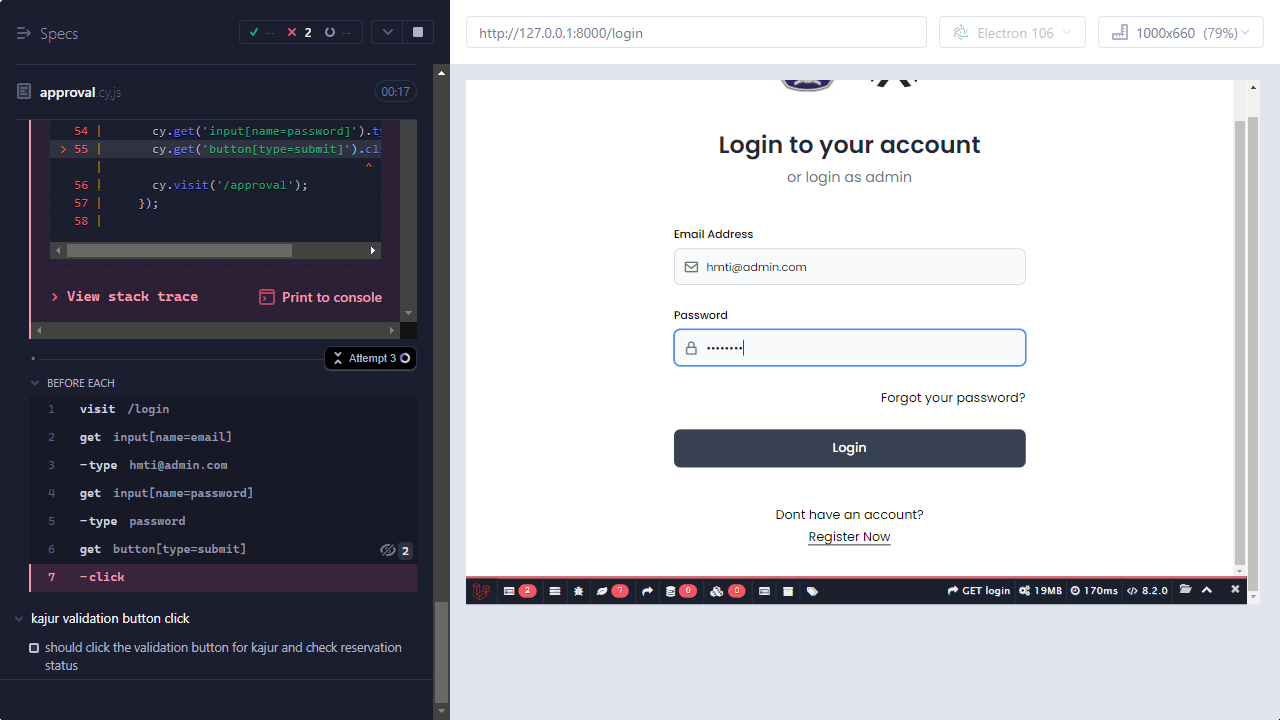 Specs
-- 2 --
approval.cy.js
00:17
54 | cy.get('input[name=password]').ty
> 55 | cy.get('button[type=submit]').cl
| ^
56 | cy.visit('/approval');
57 | });
58 |
> View stack trace
Print to console
Attempt 3
BEFORE EACH
1 visit /login
2 get input[name=email]
3 -type hmti@admin.com
4 get input[name=password]
5 -type password
6 get button[type=submit] 2
7 -click
kajur validation button click
should click the validation button for kajur and check reservation
status
http://127.0.0.1:8000/login
Electron 106
1000x660 (79%)
Login to your account
or login as admin
Email Address
hmti@admin.com
Password
••••••••
Forgot your password?
Login
Dont have an account?
Register Now
2 7 0 0 GET login 19MB 170ms </> 8.2.0